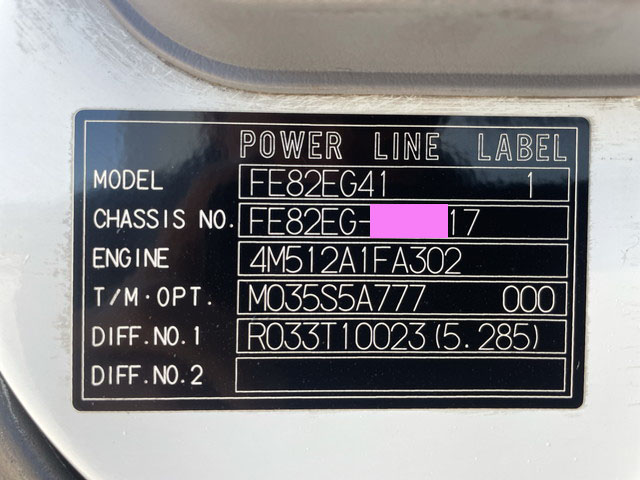 POWER LINE LABEL
MODEL FE82EG41 1
CHASSIS NO. FE82EG- 17
ENGINE 4M512A1FA302
T/M·OPT. M035S5A777 000
DIFF.NO.1 R033T10023(5.285)
DIFF.NO.2